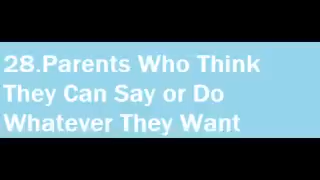 28.Parents Who Think
They Can Say or Do
Whatever They Want